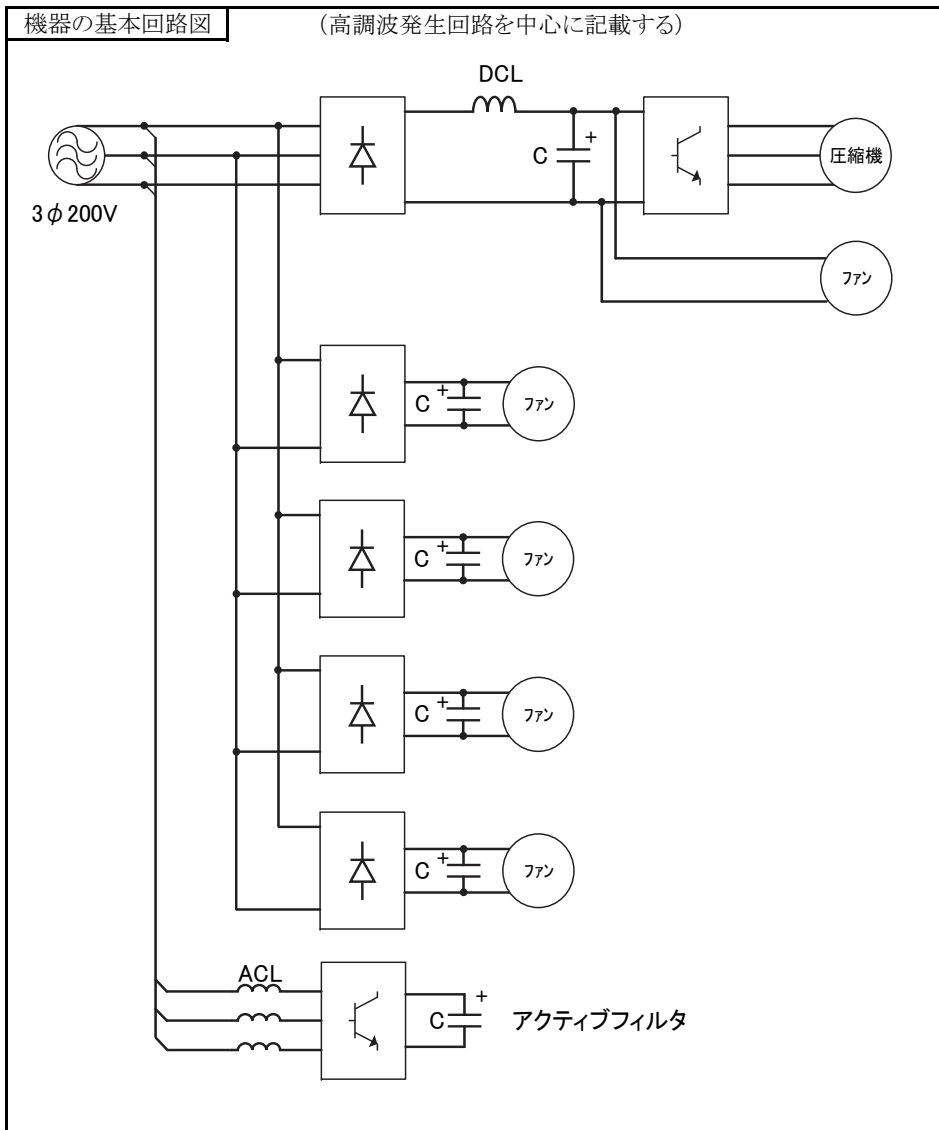 機器の基本回路図 (高調波発生回路を中心に記載する)
DCL
C +
圧縮機
3φ200V
ファン
C + ファン
C + ファン
C + ファン
C + ファン
ACL
C + アクティブフィルタ